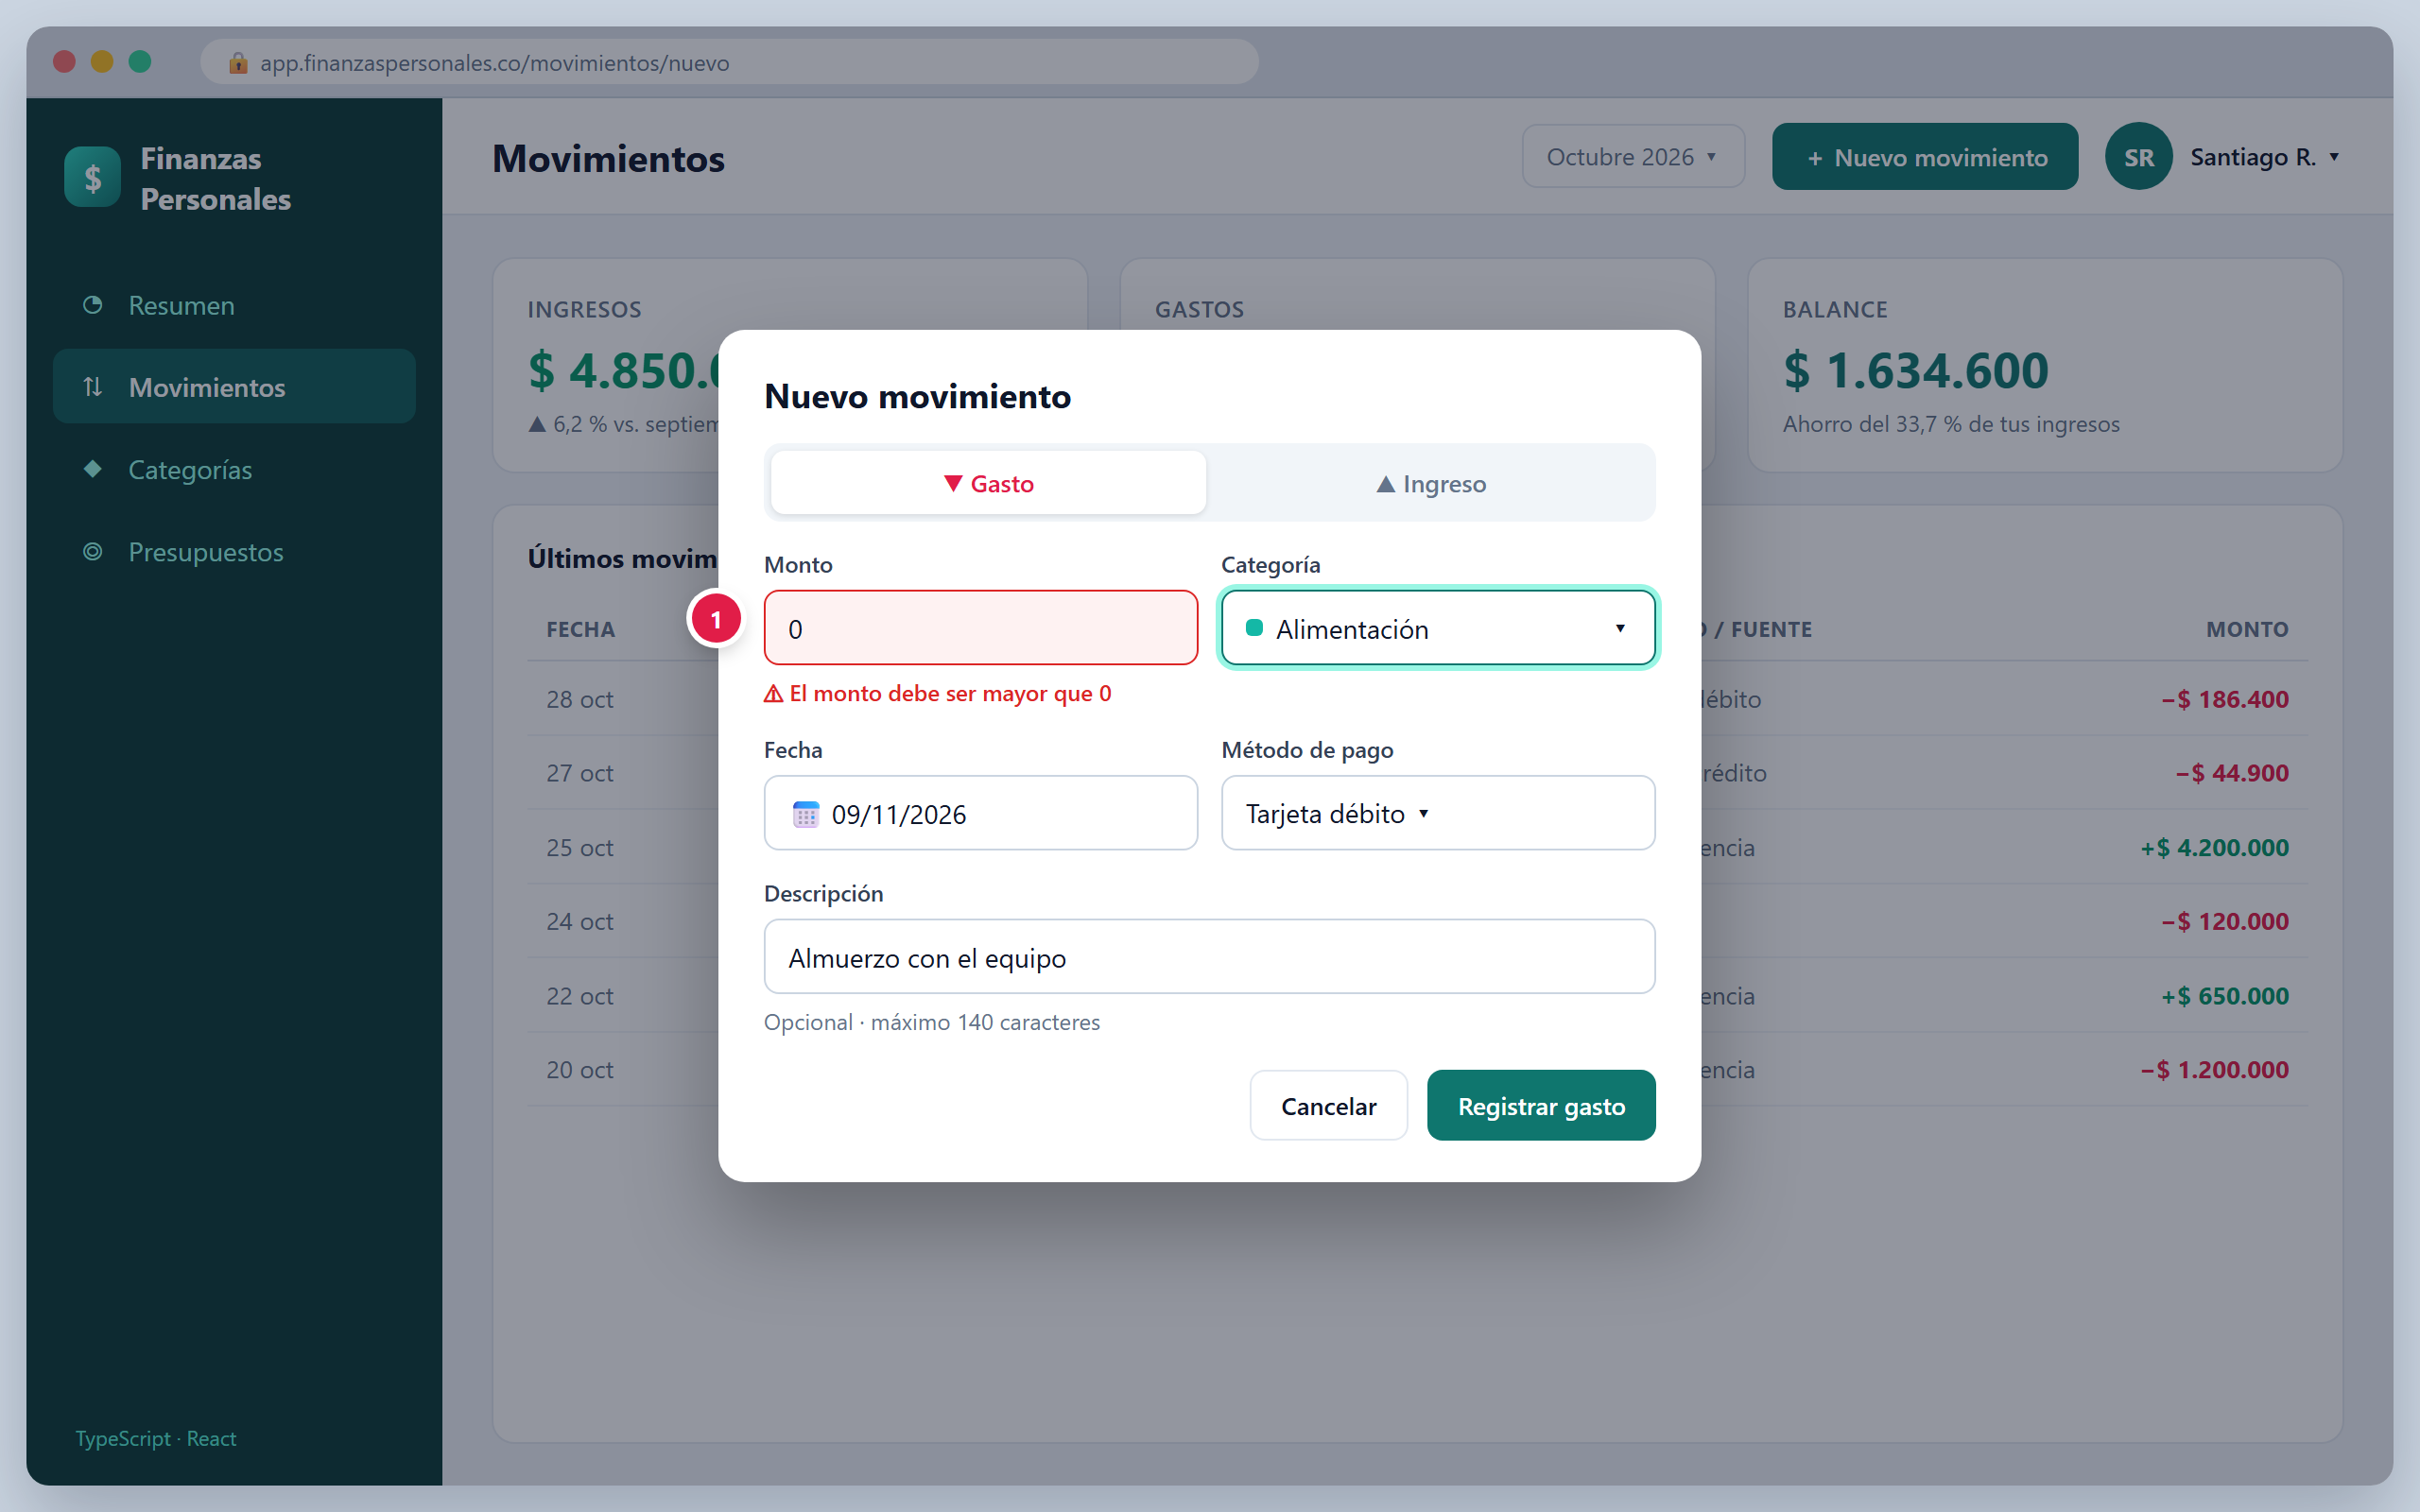 app.finanzaspersonales.co/movimientos/nuevo
$ Finanzas
Personales
Resumen
Movimientos
Categorías
Presupuestos
TypeScript · React
Movimientos
Octubre 2026 ▾
+ Nuevo movimiento
SR
Santiago R. ▾
INGRESOS
$ 4.850.
▲ 6,2 % vs. septiem
GASTOS
BALANCE
$ 1.634.600
Ahorro del 33,7 % de tus ingresos
Últimos movim
FECHA
/ FUENTE
MONTO
28 oct
ébito
−$ 186.400
27 oct
rédito
−$ 44.900
25 oct
encia
+$ 4.200.000
24 oct
−$ 120.000
22 oct
encia
+$ 650.000
20 oct
encia
−$ 1.200.000
Nuevo movimiento
▼ Gasto
▲ Ingreso
1
Monto
0
⚠ El monto debe ser mayor que 0
Categoría
Alimentación ▾
Fecha
09/11/2026
Método de pago
Tarjeta débito ▾
Descripción
Almuerzo con el equipo
Opcional · máximo 140 caracteres
Cancelar
Registrar gasto